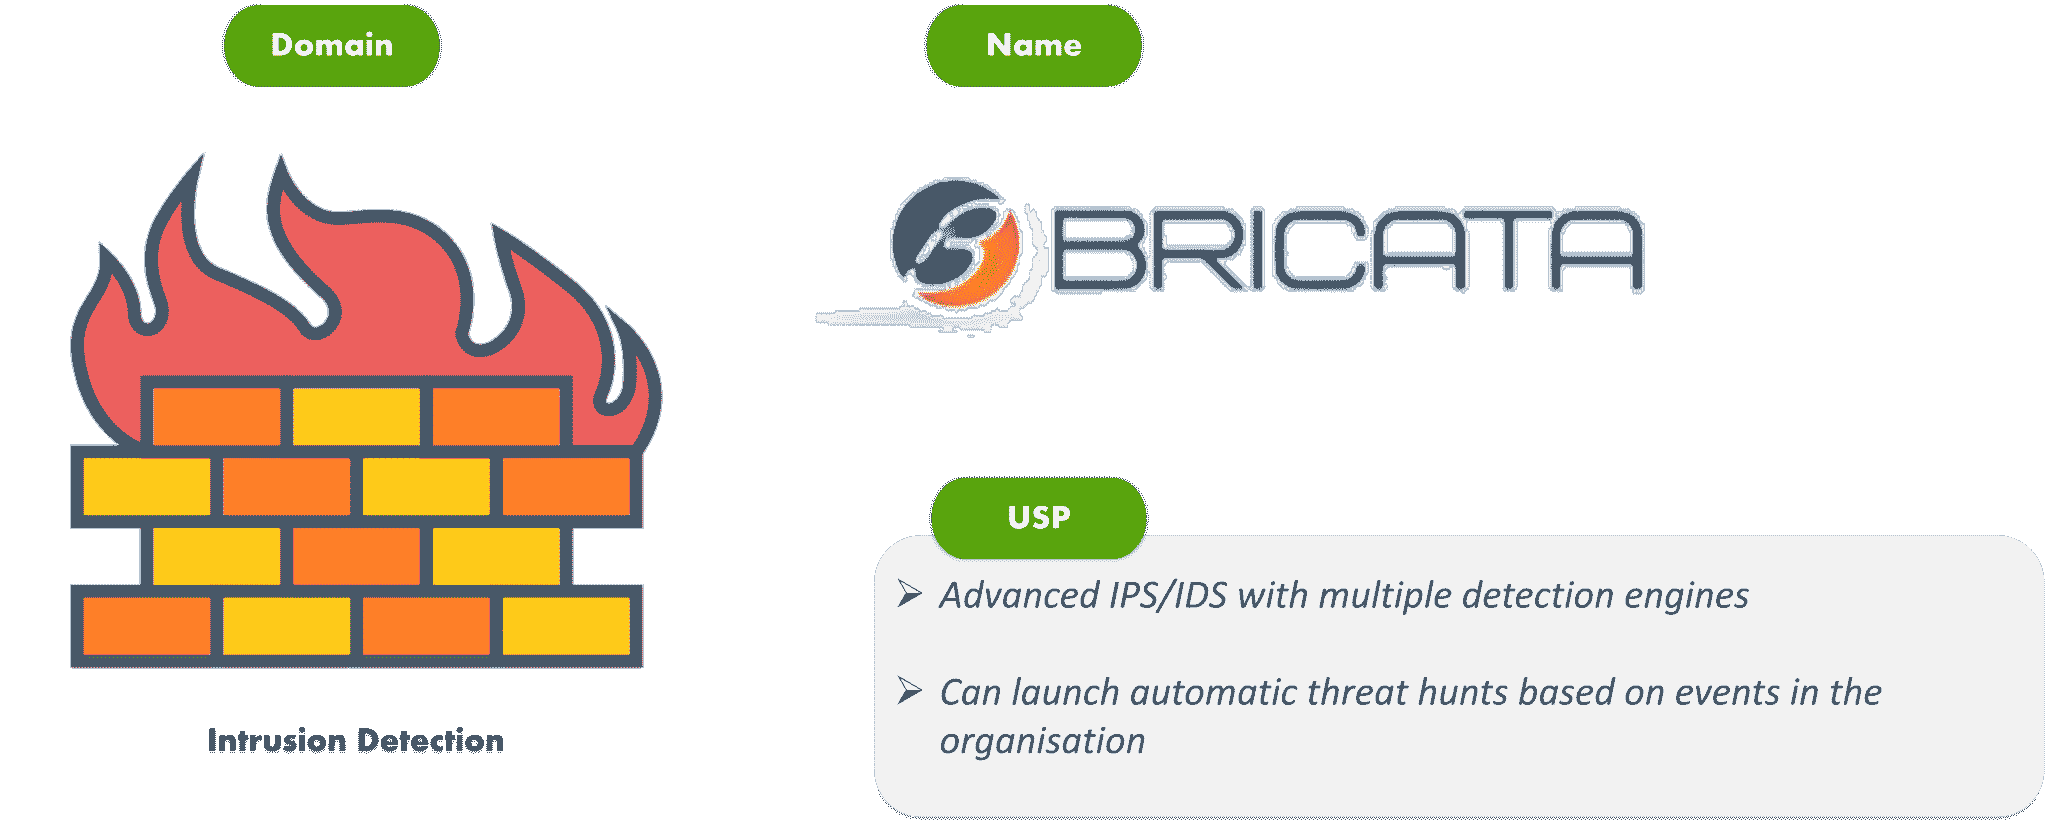 Domain
Name
BRICATA
USP
➢ Advanced IPS/IDS with multiple detection engines
➢ Can launch automatic threat hunts based on events in the
organisation
Intrusion Detection